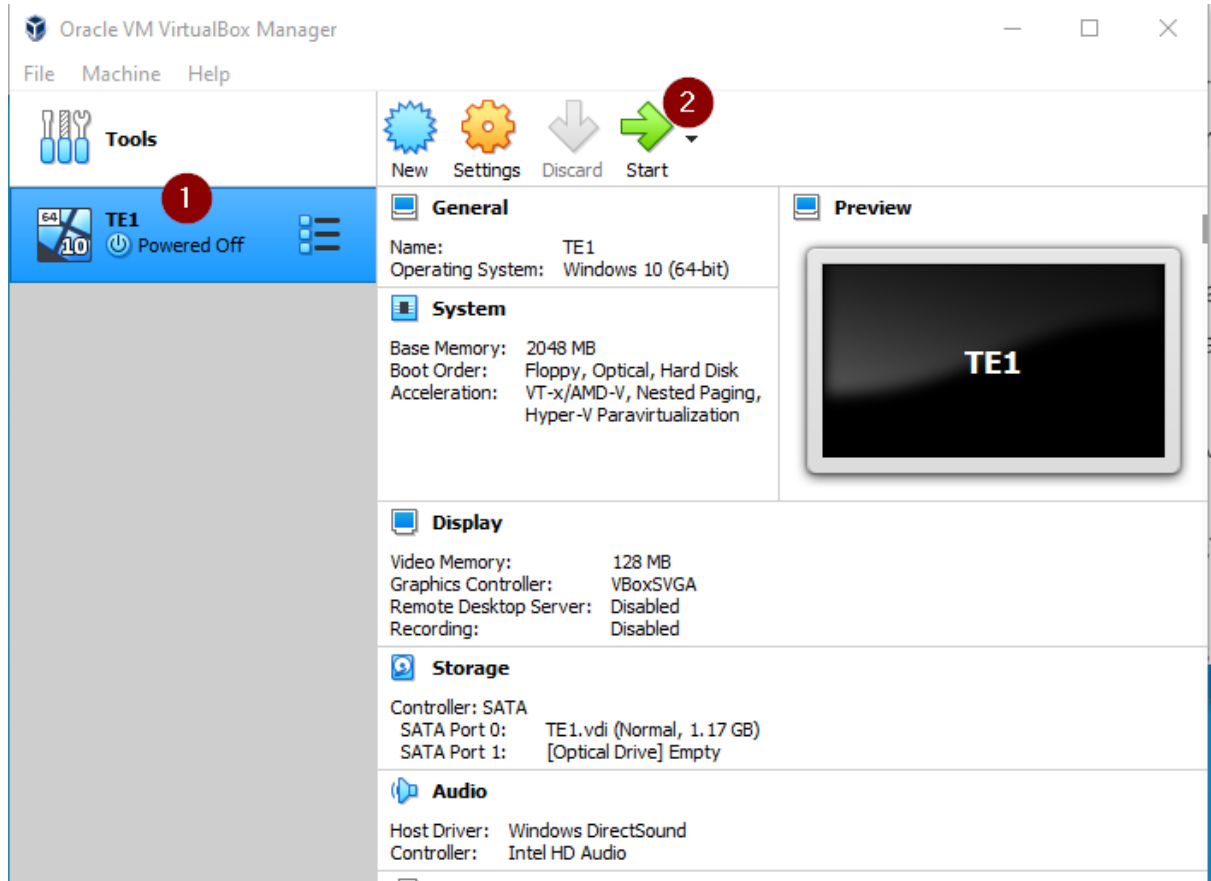 Oracle VM VirtualBox Manager
File Machine Help
Tools
New Settings Discard Start
2
1
64
10
TE1
Powered Off
General
Name: TE1
Operating System: Windows 10 (64-bit)
System
Base Memory: 2048 MB
Boot Order: Floppy, Optical, Hard Disk
Acceleration: VT-x/AMD-V, Nested Paging,
Hyper-V Paravirtualization
Preview
TE1
Display
Video Memory: 128 MB
Graphics Controller: VBoxSVGA
Remote Desktop Server: Disabled
Recording: Disabled
Storage
Controller: SATA
SATA Port 0: TE1.vdi (Normal, 1.17 GB)
SATA Port 1: [Optical Drive] Empty
Audio
Host Driver: Windows DirectSound
Controller: Intel HD Audio